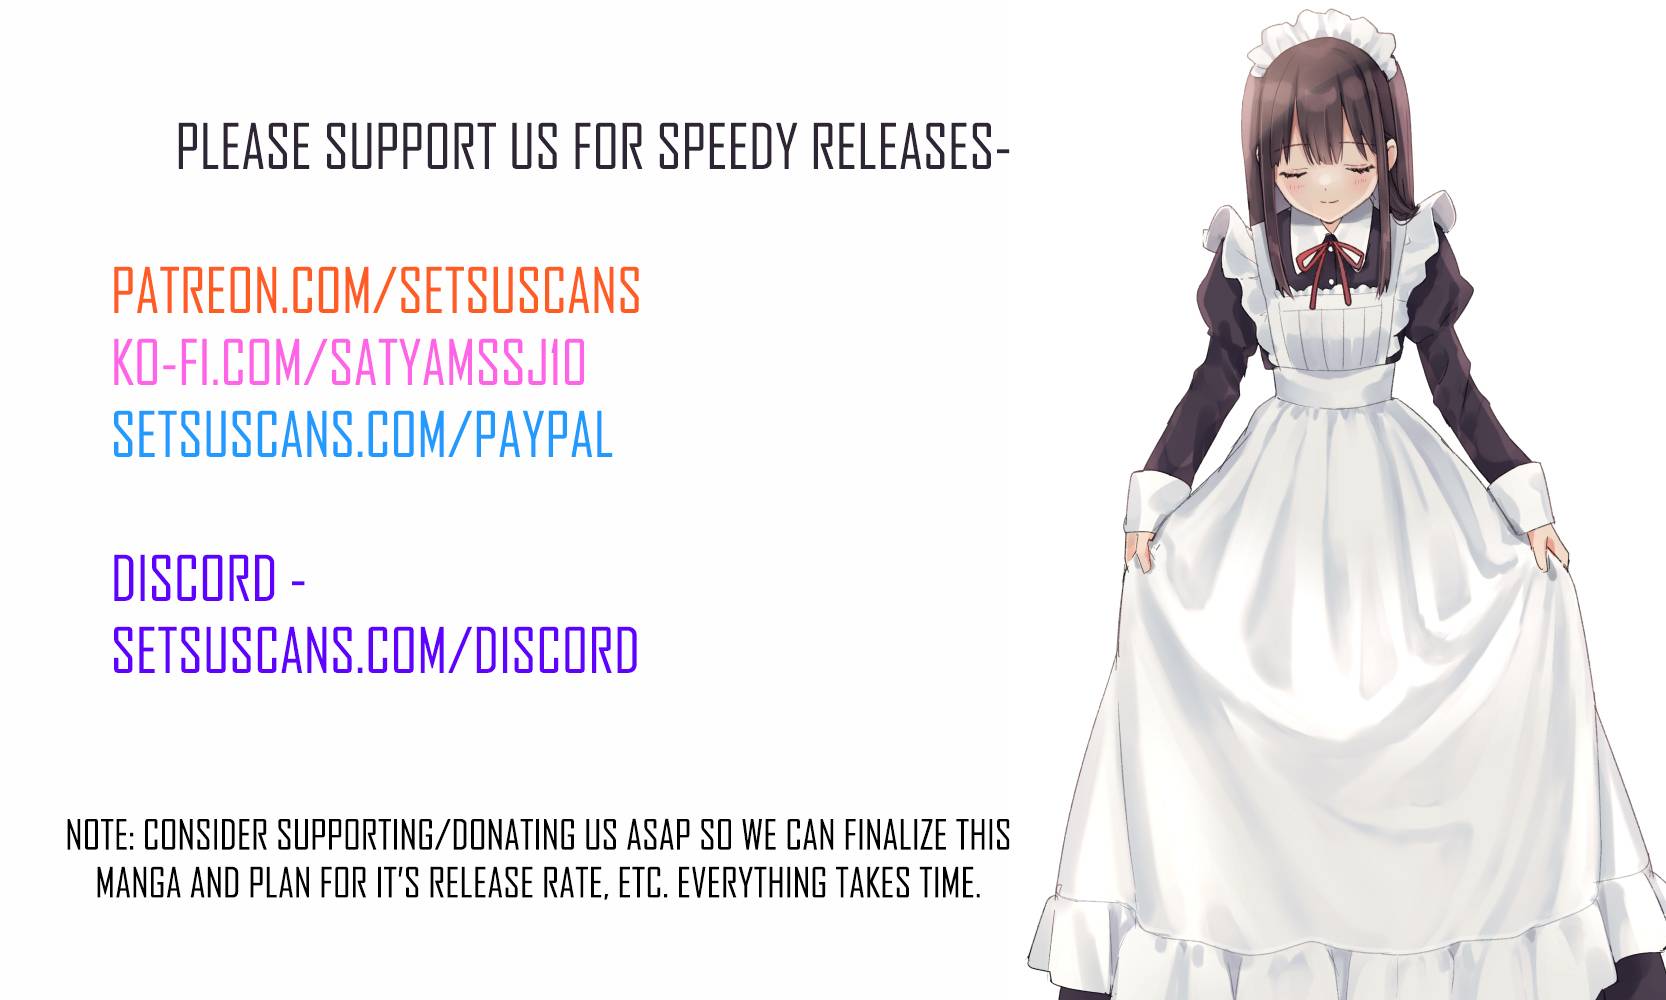 PLEASE SUPPORT US FOR SPEEDY RELEASES-
PATREON.COM/SETSUSCANS
KO-FI.COM/SATYAMSSJ10
SETSUSCANS.COM/PAYPAL
DISCORD -
SETSUSCANS.COM/DISCORD
NOTE: CONSIDER SUPPORTING/DONATING US ASAP SO WE CAN FINALIZE THIS
MANGA AND PLAN FOR IT'S RELEASE RATE, ETC. EVERYTHING TAKES TIME.